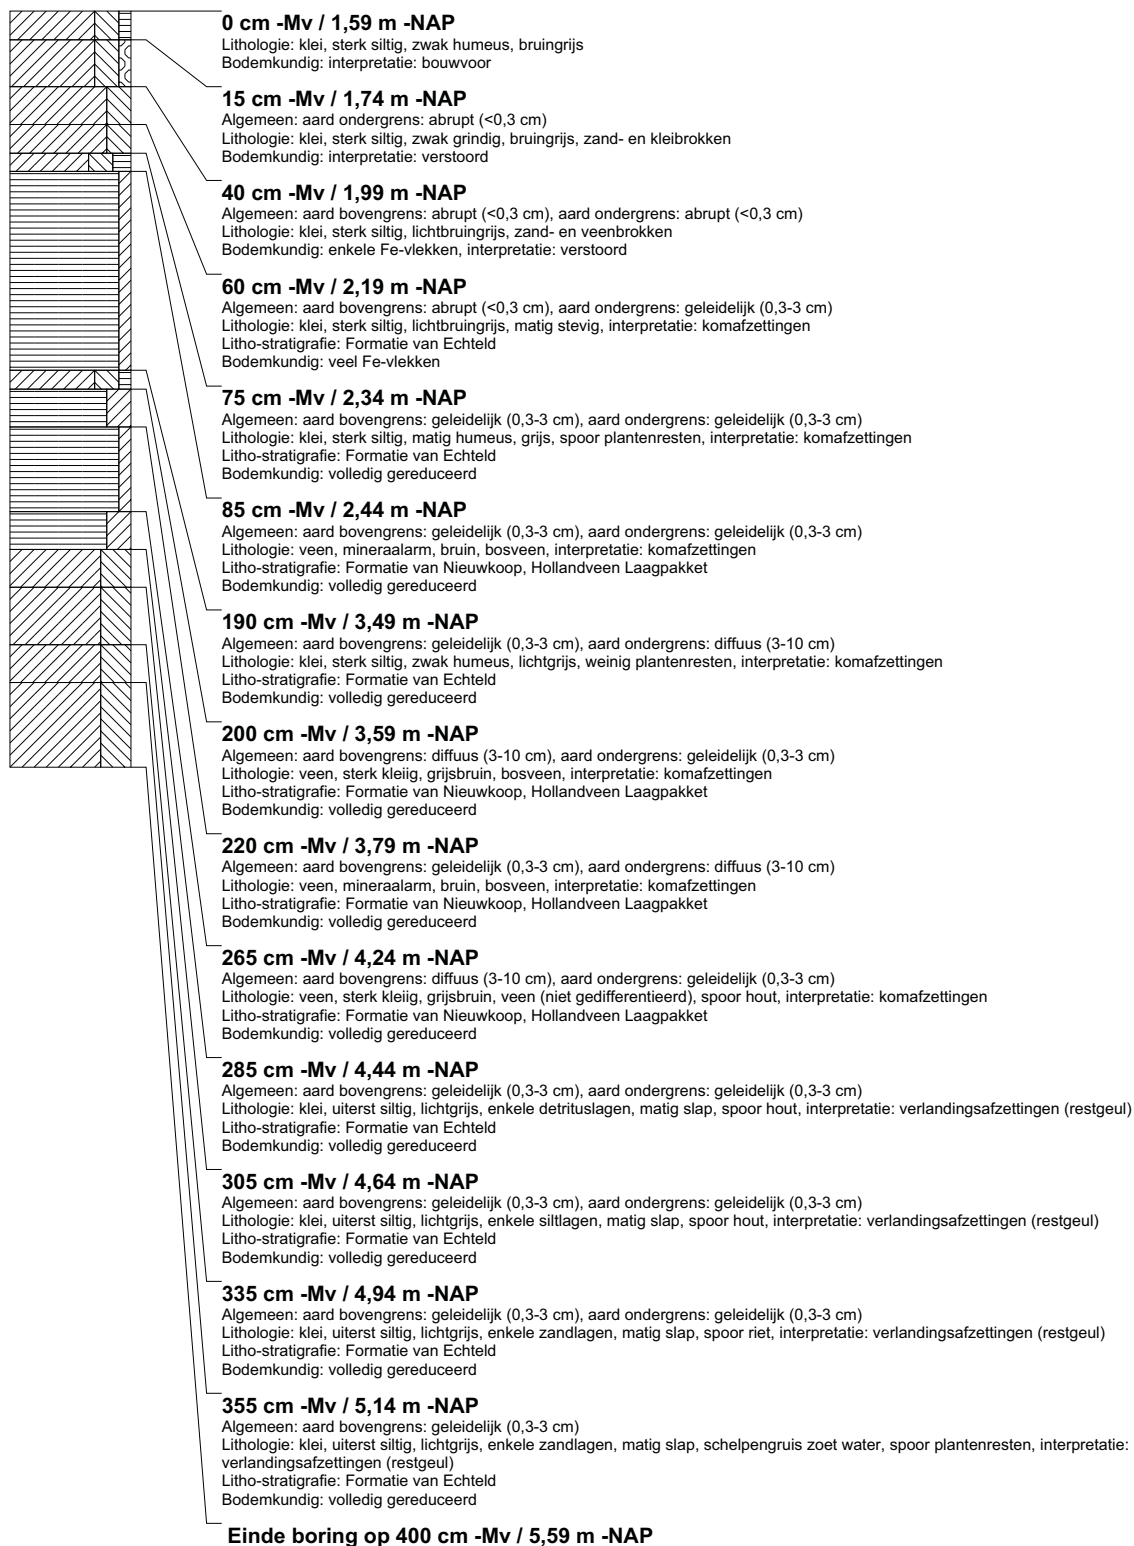 0 cm -Mv / 1,59 m -NAP
Lithologie: klei, sterk siltig, zwak humeus, bruingrijs
Bodemkundig: interpretatie: bouwvoor
15 cm -Mv / 1,74 m -NAP
Algemeen: aard ondergrens: abrupt (<0,3 cm)
Lithologie: klei, sterk siltig, zwak grindig, bruingrijs, zand- en kleibrokken
Bodemkundig: interpretatie: verstoord
40 cm -Mv / 1,99 m -NAP
Algemeen: aard bovengrens: abrupt (<0,3 cm), aard ondergrens: abrupt (<0,3 cm)
Lithologie: klei, sterk siltig, lichtbruingrijs, zand- en veenbrokken
Bodemkundig: enkele Fe-vlekken, interpretatie: verstoord
60 cm -Mv / 2,19 m -NAP
Algemeen: aard bovengrens: abrupt (<0,3 cm), aard ondergrens: geleidelijk (0,3-3 cm)
Lithologie: klei, sterk siltig, lichtbruingrijs, matig stevig, interpretatie: komafzettingen
Litho-stratigrafie: Formatie van Echteld
Bodemkundig: veel Fe-vlekken
75 cm -Mv / 2,34 m -NAP
Algemeen: aard bovengrens: geleidelijk (0,3-3 cm), aard ondergrens: geleidelijk (0,3-3 cm)
Lithologie: klei, sterk siltig, matig humeus, grijs, spoor plantenresten, interpretatie: komafzettingen
Litho-stratigrafie: Formatie van Echteld
Bodemkundig: volledig gereduceerd
85 cm -Mv / 2,44 m -NAP
Algemeen: aard bovengrens: geleidelijk (0,3-3 cm), aard ondergrens: geleidelijk (0,3-3 cm)
Lithologie: veen, mineraalarm, bruin, bosveen, interpretatie: komafzettingen
Litho-stratigrafie: Formatie van Nieuwkoop, Hollandveen Laagpakket
Bodemkundig: volledig gereduceerd
190 cm -Mv / 3,49 m -NAP
Algemeen: aard bovengrens: geleidelijk (0,3-3 cm), aard ondergrens: diffuus (3-10 cm)
Lithologie: klei, sterk siltig, zwak humeus, lichtgrijs, weinig plantenresten, interpretatie: komafzettingen
Litho-stratigrafie: Formatie van Echteld
Bodemkundig: volledig gereduceerd
200 cm -Mv / 3,59 m -NAP
Algemeen: aard bovengrens: diffuus (3-10 cm), aard ondergrens: geleidelijk (0,3-3 cm)
Lithologie: veen, sterk kleiig, grijsbruin, bosveen, interpretatie: komafzettingen
Litho-stratigrafie: Formatie van Nieuwkoop, Hollandveen Laagpakket
Bodemkundig: volledig gereduceerd
220 cm -Mv / 3,79 m -NAP
Algemeen: aard bovengrens: geleidelijk (0,3-3 cm), aard ondergrens: diffuus (3-10 cm)
Lithologie: veen, mineraalarm, bruin, bosveen, interpretatie: komafzettingen
Litho-stratigrafie: Formatie van Nieuwkoop, Hollandveen Laagpakket
Bodemkundig: volledig gereduceerd
265 cm -Mv / 4,24 m -NAP
Algemeen: aard bovengrens: diffuus (3-10 cm), aard ondergrens: geleidelijk (0,3-3 cm)
Lithologie: veen, sterk kleiig, grijsbruin, veen (niet gedifferentieerd), spoor hout, interpretatie: komafzettingen
Litho-stratigrafie: Formatie van Nieuwkoop, Hollandveen Laagpakket
Bodemkundig: volledig gereduceerd
285 cm -Mv / 4,44 m -NAP
Algemeen: aard bovengrens: geleidelijk (0,3-3 cm), aard ondergrens: geleidelijk (0,3-3 cm)
Lithologie: klei, uiterst siltig, lichtgrijs, enkele detrituslagen, matig slap, spoor hout, interpretatie: verlandingsafzettingen (restgeul)
Litho-stratigrafie: Formatie van Echteld
Bodemkundig: volledig gereduceerd
305 cm -Mv / 4,64 m -NAP
Algemeen: aard bovengrens: geleidelijk (0,3-3 cm), aard ondergrens: geleidelijk (0,3-3 cm)
Lithologie: klei, uiterst siltig, lichtgrijs, enkele siltlagen, matig slap, spoor hout, interpretatie: verlandingsafzettingen (restgeul)
Litho-stratigrafie: Formatie van Echteld
Bodemkundig: volledig gereduceerd
335 cm -Mv / 4,94 m -NAP
Algemeen: aard bovengrens: geleidelijk (0,3-3 cm), aard ondergrens: geleidelijk (0,3-3 cm)
Lithologie: klei, uiterst siltig, lichtgrijs, enkele zandlagen, matig slap, spoor riet, interpretatie: verlandingsafzettingen (restgeul)
Litho-stratigrafie: Formatie van Echteld
Bodemkundig: volledig gereduceerd
355 cm -Mv / 5,14 m -NAP
Algemeen: aard bovengrens: geleidelijk (0,3-3 cm)
Lithologie: klei, uiterst siltig, lichtgrijs, enkele zandlagen, matig slap, schelpengruis zoet water, spoor plantenresten, interpretatie:
verlandingsafzettingen (restgeul)
Litho-stratigrafie: Formatie van Echteld
Bodemkundig: volledig gereduceerd
Einde boring op 400 cm -Mv / 5,59 m -NAP